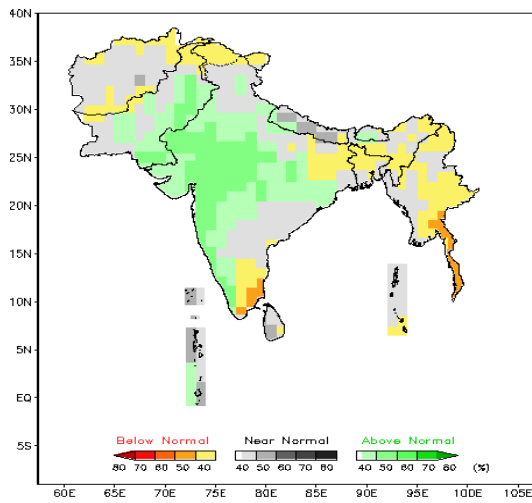 40N
35N
30N
25N
20N
15N
10N
5N
EQ
5S
Below Normal Near Normal Above Normal
80 70 60 50 40 40 50 60 70 80 40 50 60 70 80 (%)
60E 65E 70E 75E 80E 85E 90E 95E 100E 105E